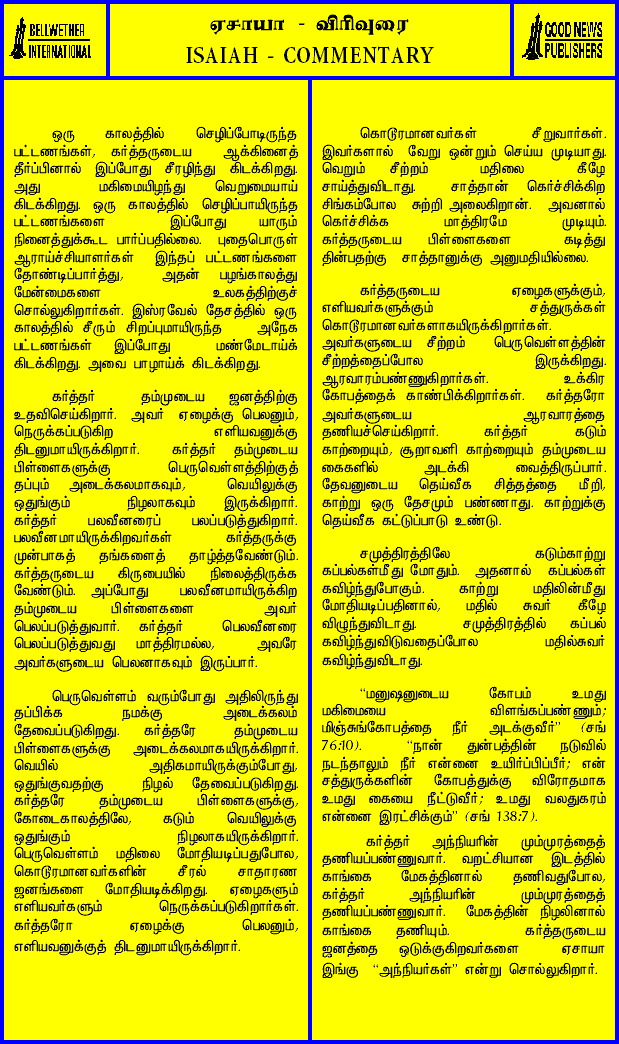 BELLWETHER
INTERNATIONAL
ஏசாயா - விரிவுரை
ISAIAH - COMMENTARY
GOOD NEWS
PUBLISHERS
ஒரு காலத்தில் செழிப்போடிருந்த
பட்டணங்கள், கர்த்தருடைய ஆக்கினைத்
தீர்ப்பினால் இப்போது சீரழிந்து கிடக்கிறது.
அது மகிமையிழந்து வெறுமையாய்
கிடக்கிறது. ஒரு காலத்தில் செழிப்பாயிருந்த
பட்டணங்களை இப்போது யாரும்
நினைத்துக்கூட பார்ப்பதில்லை. புதைபொருள்
ஆராய்ச்சியாளர்கள் இந்தப் பட்டணங்களை
தோண்டிப்பார்த்து, அதன் பழங்காலத்து
மேன்மைகளை உலகத்திற்குச்
சொல்லுகிறார்கள். இஸ்ரவேல் தேசத்தில் ஒரு
காலத்தில் சீரும் சிறப்புமாயிருந்த அநேக
பட்டணங்கள் இப்போது மண்மேடாய்க்
கிடக்கிறது. அவை பாழாய்க் கிடக்கிறது.
கர்த்தர் தம்முடைய ஜனத்திற்கு
உதவிசெய்கிறார். அவர் ஏழைக்கு பெலனும்,
நெருக்கப்படுகிற எளியவனுக்கு
திடனுமாயிருக்கிறார். கர்த்தர் தம்முடைய
பிள்ளைகளுக்கு பெருவெள்ளத்திற்குத்
தப்பும் அடைக்கலமாகவும், வெயிலுக்கு
ஒதுங்கும் நிழலாகவும் இருக்கிறார்.
கர்த்தர் பலவீனரைப் பலப்படுத்துகிறார்.
பலவீனமாயிருக்கிறவர்கள் கர்த்தருக்கு
முன்பாகத் தங்களைத் தாழ்த்தவேண்டும்.
கர்த்தருடைய கிருபையில் நிலைத்திருக்க
வேண்டும். அப்போது பலவீனமாயிருக்கிற
தம்முடைய பிள்ளைகளை அவர்
பெலப்படுத்துவார். கர்த்தர் பெலவீனரை
பெலப்படுத்துவது மாத்திரமல்ல, அவரே
அவர்களுடைய பெலனாகவும் இருப்பார்.
பெருவெள்ளம் வரும்போது அதிலிருந்து
தப்பிக்க நமக்கு அடைக்கலம்
தேவைப்படுகிறது. கர்த்தரே தம்முடைய
பிள்ளைகளுக்கு அடைக்கலமாகயிருக்கிறார்.
வெயில் அதிகமாயிருக்கும்போது,
ஒதுங்குவதற்கு நிழல் தேவைப்படுகிறது.
கர்த்தரே தம்முடைய பிள்ளைகளுக்கு,
கோடைகாலத்திலே, கடும் வெயிலுக்கு
ஒதுங்கும் நிழலாகயிருக்கிறார்.
பெருவெள்ளம் மதிலை மோதியடிப்பதுபோல,
கொடூரமானவர்களின் சீரல் சாதாரண
ஜனங்களை மோதியடிக்கிறது. ஏழைகளும்
எளியவர்களும் நெருக்கப்படுகிறார்கள்.
கர்த்தரோ ஏழைக்கு பெலனும்,
எளியவனுக்குத் திடனுமாயிருக்கிறார்.
கொடூரமானவர்கள் சீறுவார்கள்.
இவர்களால் வேறு ஒன்றும் செய்ய முடியாது.
வெறும் சீற்றம் மதிலை கீழே
சாய்த்துவிடாது. சாத்தான் கெர்ச்சிக்கிற
சிங்கம்போல சுற்றி அலைகிறான். அவனால்
கெர்ச்சிக்க மாத்திரமே முடியும்.
கர்த்தருடைய பிள்ளைகளை கடித்து
தின்பதற்கு சாத்தானுக்கு அனுமதியில்லை.
கர்த்தருடைய ஏழைகளுக்கும்,
எளியவர்களுக்கும் சத்துருக்கள்
கொடூரமானவர்களாகயிருக்கிறார்கள்.
அவர்களுடைய சீற்றம் பெருவெள்ளத்தின்
சீற்றத்தைப்போல இருக்கிறது.
ஆரவாரம்பண்ணுகிறார்கள். உக்கிர
கோபத்தைக் காண்பிக்கிறார்கள். கர்த்தரோ
அவர்களுடைய ஆரவாரத்தை
தணியச்செய்கிறார். கர்த்தர் கடும்
காற்றையும், சூறாவளி காற்றையும் தம்முடைய
கைகளில் அடக்கி வைத்திருப்பார்.
தேவனுடைய தெய்வீக சித்தத்தை மீறி,
காற்று ஒரு தேசமும் பண்ணாது. காற்றுக்கு
தெய்வீக கட்டுப்பாடு உண்டு.
சமுத்திரத்திலே கடும்காற்று
கப்பல்கள்மீது மோதும். அதனால் கப்பல்கள்
கவிழ்ந்துபோகும். காற்று மதிலின்மீது
மோதியடிப்பதினால், மதில் சுவர் கீழே
விழுந்துவிடாது. சமுத்திரத்தில் கப்பல்
கவிழ்ந்துவிடுவதைப்போல மதில்சுவர்
கவிழ்ந்துவிடாது.
“மனுஷனுடைய கோபம் உமது
மகிமையை விளங்கப்பண்ணும்;
மிஞ்சுங்கோபத்தை நீர் அடக்குவீர்” (சங்
76:10). “நான் துன்பத்தின் நடுவில்
நடந்தாலும் நீர் என்னை உயிர்ப்பிப்பீர்; என்
சத்துருக்களின் கோபத்துக்கு விரோதமாக
உமது கையை நீட்டுவீர்; உமது வலதுகரம்
என்னை இரட்சிக்கும்” (சங் 138:7).
கர்த்தர் அந்நியரின் மும்முரத்தைத்
தணியப்பண்ணுவார். வறட்சியான இடத்தில்
காங்கை மேகத்தினால் தணிவதுபோல,
கர்த்தர் அந்நியரின் மும்முரத்தைத்
தணியப்பண்ணுவார். மேகத்தின் நிழலினால்
காங்கை தணியும். கர்த்தருடைய
ஜனத்தை ஒடுக்குகிறவர்களை ஏசாயா
இங்கு “அந்நியர்கள்” என்று சொல்லுகிறார்.